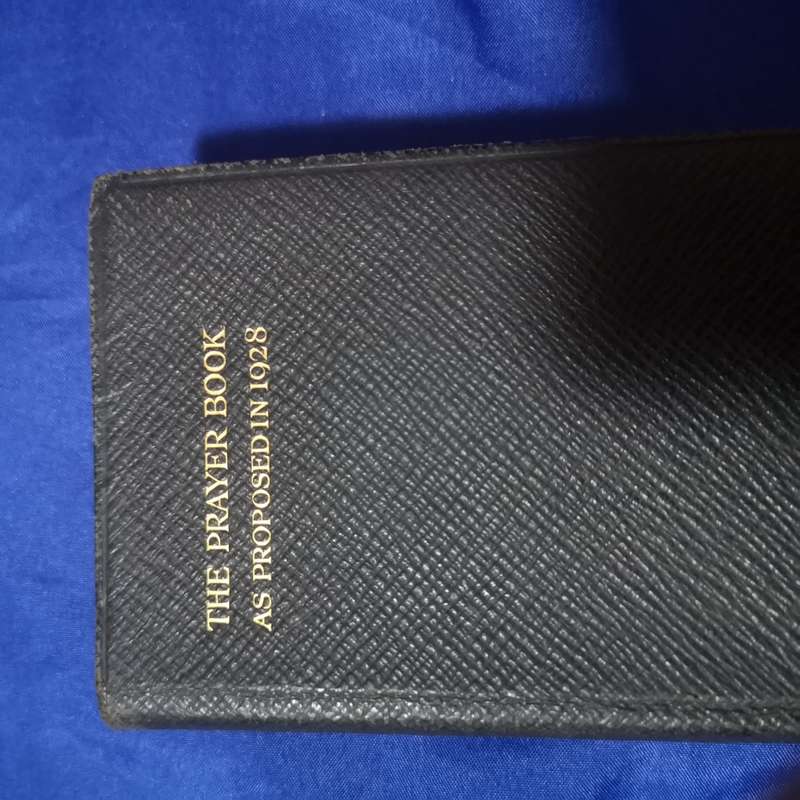 THE PRAYER BOOK
AS PROPOSED IN 1928